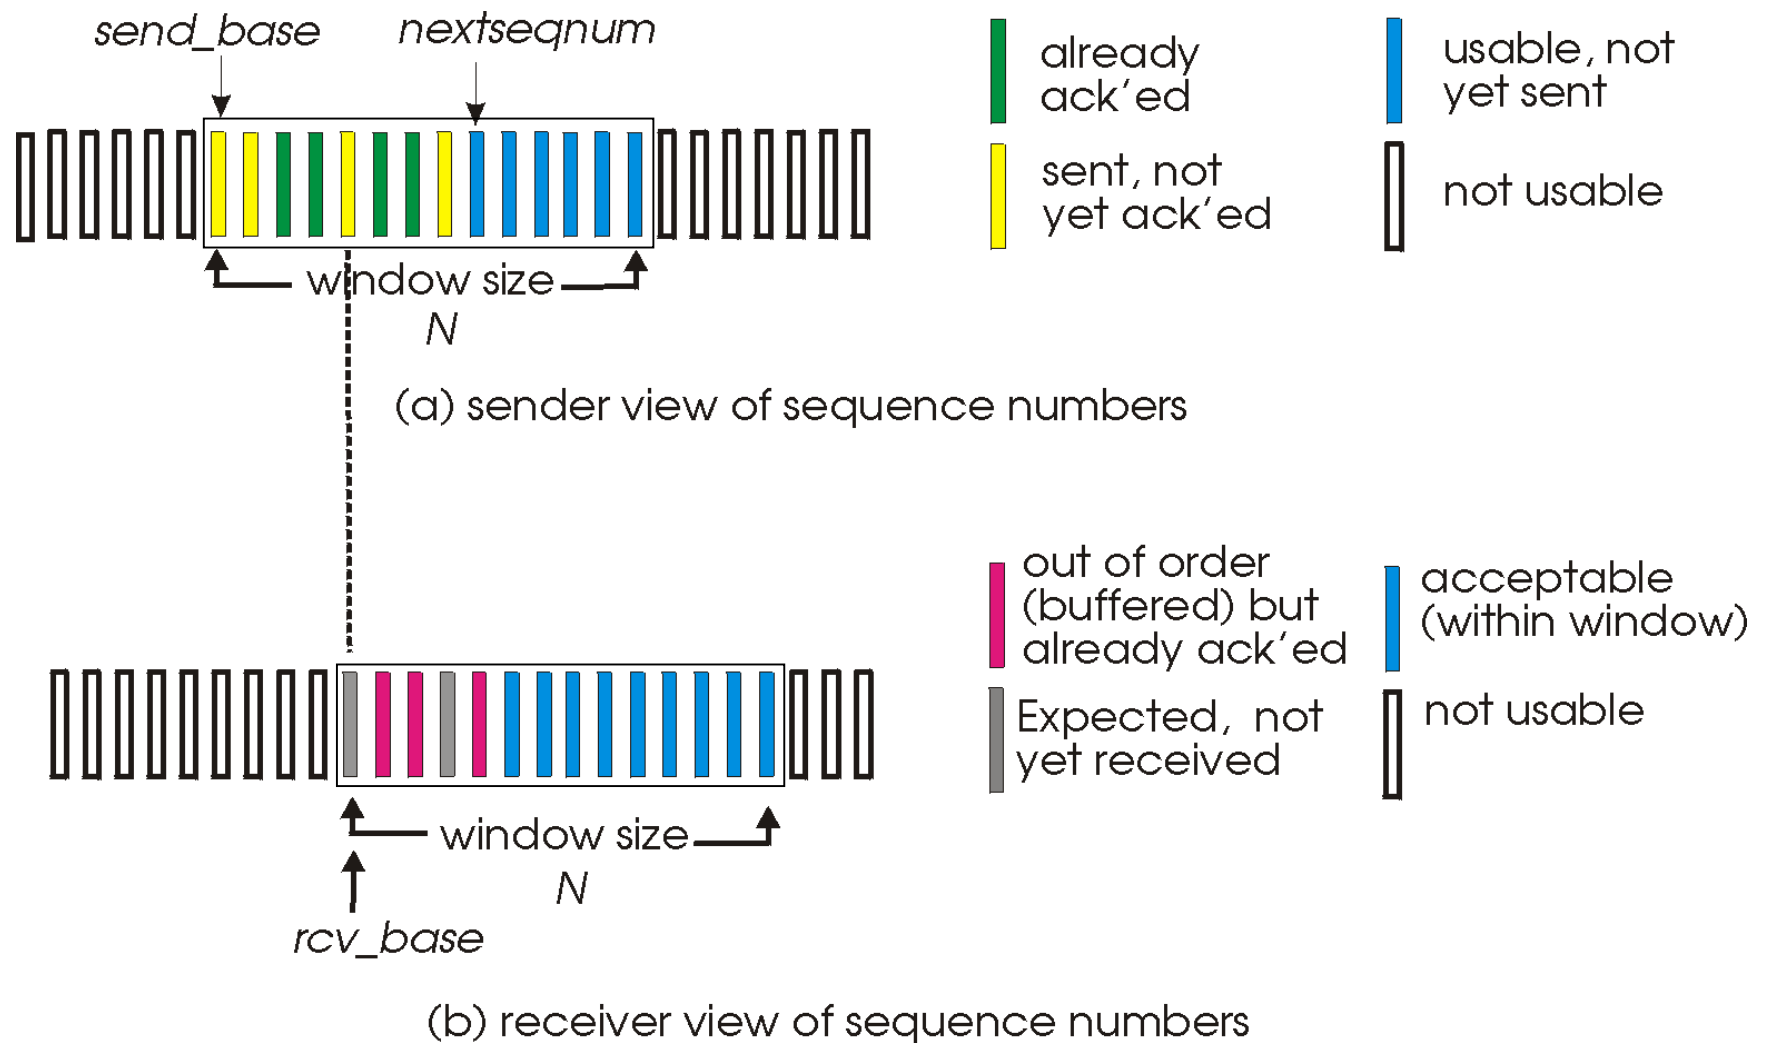 send_base
nextseqnum
already
ack'ed
usable, not
yet sent
sent, not
yet ack'ed
not usable
window size
N
(a) sender view of sequence numbers
out of order
(buffered) but
already ack'ed
acceptable
(within window)
Expected, not
yet received
not usable
window size
N
rcv_base
(b) receiver view of sequence numbers